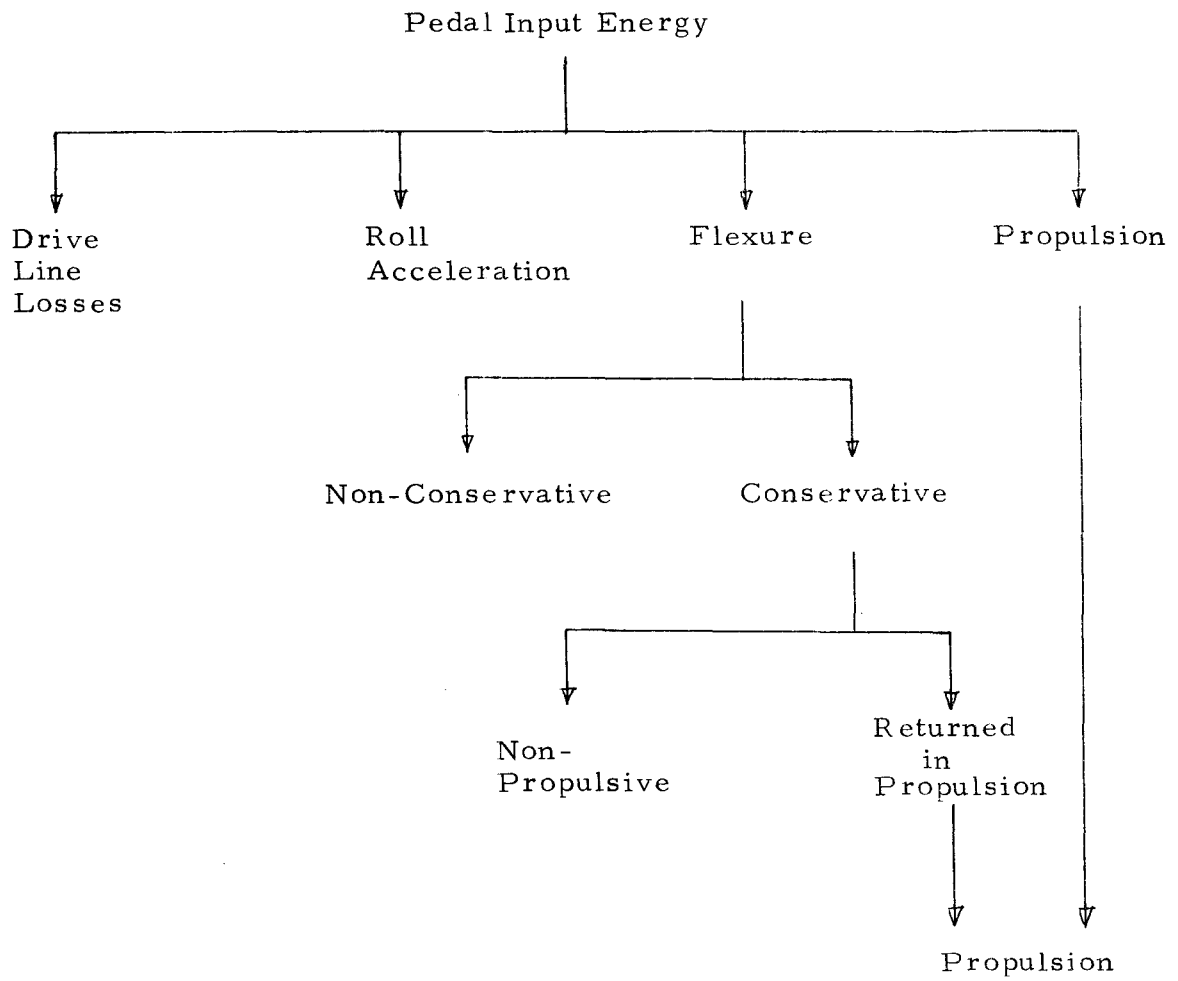 Pedal Input Energy
Drive
Line
Losses
Roll
Acceleration
Flexure
Propulsion
Non-Conservative
Conservative
Non-
Propulsive
Returned
in
Propulsion
Propulsion